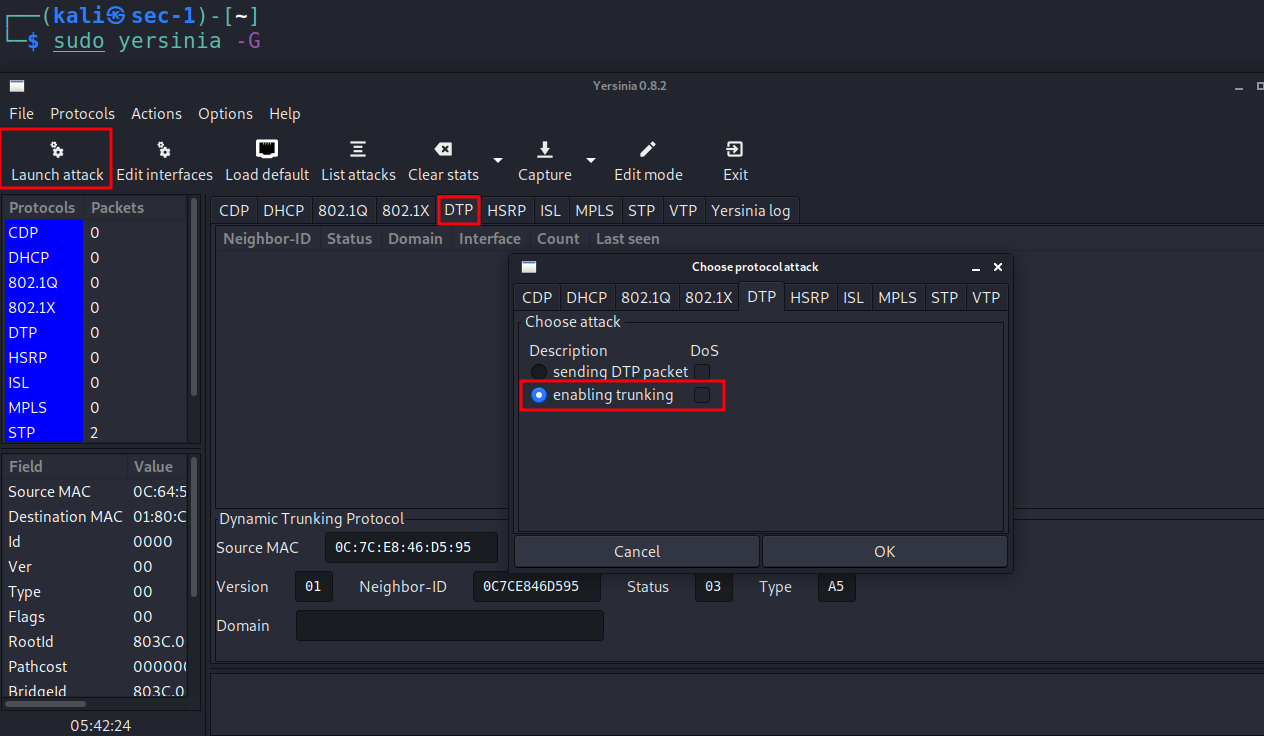 ┌──(kali㉿sec-1)-[~]
└─$ sudo yersinia -G
Yersinia 0.8.2
File Protocols Actions Options Help
Launch attack Edit interfaces Load default List attacks Clear stats Capture Edit mode Exit
Protocols Packets
CDP 0
DHCP 0
802.1Q 0
802.1X 0
DTP 0
HSRP 0
ISL 0
MPLS 0
STP 2
Field Value
Source MAC 0C:64:5
Destination MAC 01:80:C
Id 0000
Ver 00
Type 00
Flags 00
RootId 803C.0
Pathcost 000000
BridgeId 803C.0
05:42:24
CDP DHCP 802.1Q 802.1X DTP HSRP ISL MPLS STP VTP Yersinia log
Neighbor-ID Status Domain Interface Count Last seen
Choose protocol attack
CDP DHCP 802.1Q 802.1X DTP HSRP ISL MPLS STP VTP
Choose attack
Description DoS
sending DTP packet
enabling trunking
Cancel OK
Dynamic Trunking Protocol
Source MAC 0C:7C:E8:46:D5:95
Version 01 Neighbor-ID 0C7CE846D595 Status 03 Type A5
Domain